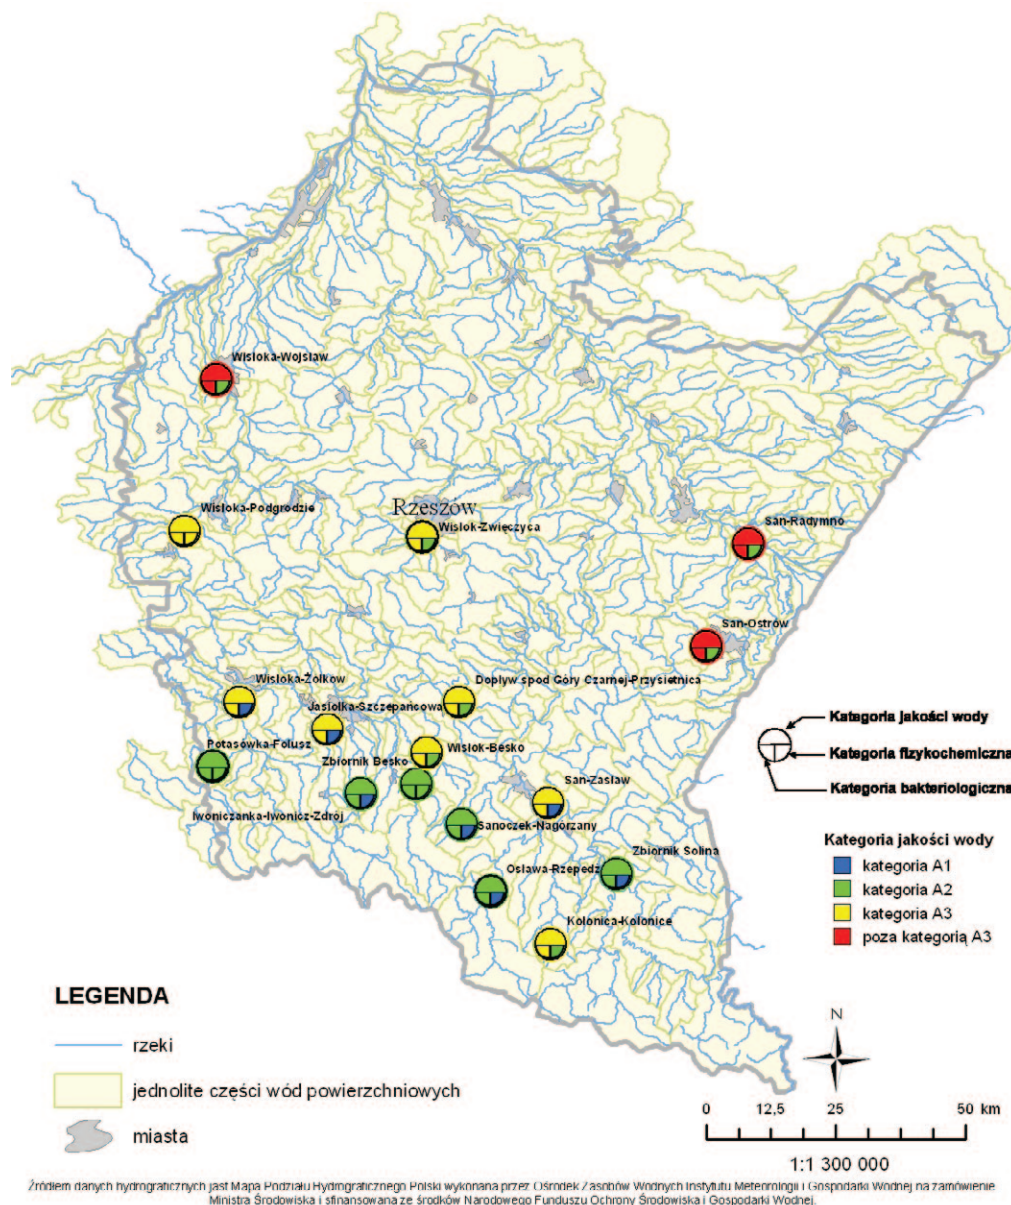 Wisłoka-Wojsław
Wisłoka-Podgrodzie
Rzeszów
Wisłok-Zwięczyca
San-Radymno
San-Ostrów
Wisłoka-Żółków
Dopływ spod Góry Czarnej-Przysietnica
Jasiołka-Szczepańcowa
Potasówka-Folusz
Wisłok-Besko
Zbiornik Besko
San-Zasław
Iwoniczanka-Iwonicz-Zdrój
Sanoczek-Nagórzany
Zbiornik Solina
Osława-Rzepedź
Kolonica-Kolonice
Kategoria jakości wody
Kategoria fizykochemiczna
Kategoria bakteriologiczna
Kategoria jakości wody
kategoria A1
kategoria A2
kategoria A3
poza kategorią A3
LEGENDA
rzeki
jednolite części wód powierzchniowych
miasta
N
0 12,5 25 50 km
1:1 300 000
Źródłem danych hydrograficznych jast Mapa Podziału Hydrograficznego Polski wykonana przez Ośrodek Zasobów Wodnych Instytutu Meteorologii i Gospodarki Wodnej na zamówienie
Ministra Środowiska i sfinansowana ze środków Narodowego Funduszu Ochrony Środowiska i Gospodarki Wodnej.